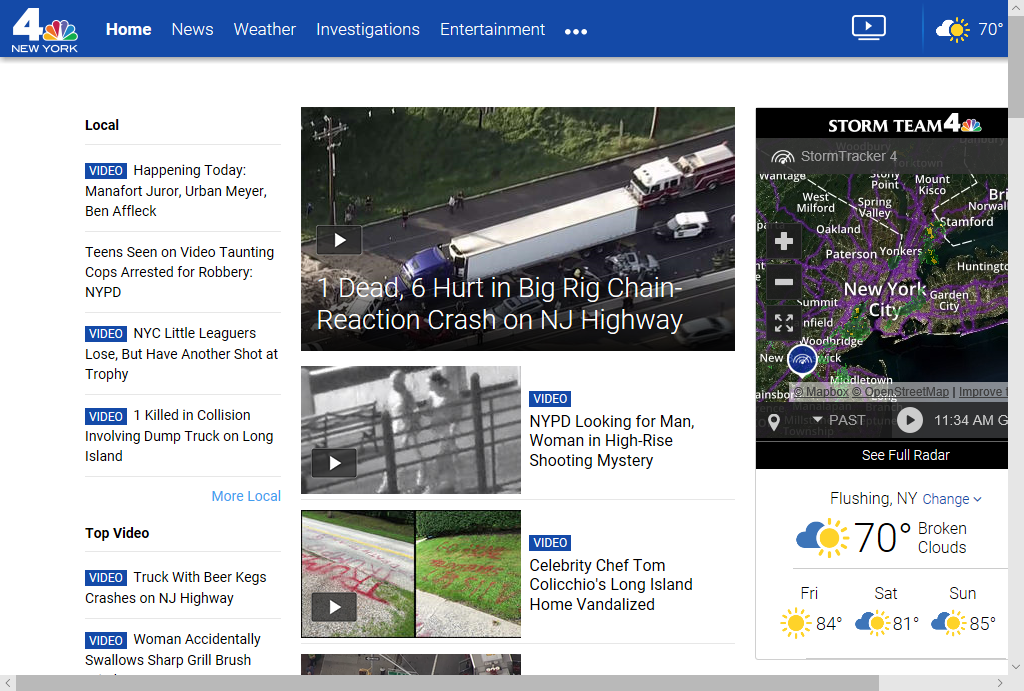 4
NEW YORK
Home News Weather Investigations Entertainment
70°
Local
VIDEO Happening Today:
Manafort Juror, Urban Meyer,
Ben Affleck
Teens Seen on Video Taunting
Cops Arrested for Robbery:
NYPD
VIDEO NYC Little Leaguers
Lose, But Have Another Shot at
Trophy
VIDEO 1 Killed in Collision
Involving Dump Truck on Long
Island
More Local
Top Video
VIDEO Truck With Beer Kegs
Crashes on NJ Highway
VIDEO Woman Accidentally
Swallows Sharp Grill Brush
1 Dead, 6 Hurt in Big Rig Chain-
Reaction Crash on NJ Highway
VIDEO
NYPD Looking for Man,
Woman in High-Rise
Shooting Mystery
VIDEO
Celebrity Chef Tom
Colicchio's Long Island
Home Vandalized
TRUMP
STORM TEAM 4
StormTracker 4
Wantage
Stony
Point
Mount
Kisco
West
Milford
Spring
Valley
Bri
Norwal
Stamford
Oakland
Paterson
Yonkers
Huntingto
New York
City
Garden
City
Summit
nfield
Woodbridge
New
wick
Middletown
Long
Branch
© Mapbox © OpenStreetMap | Improve t
PAST
11:34 AM G
See Full Radar
Flushing, NY Change
70° Broken
Clouds
Fri Sat Sun
84° 81° 85°